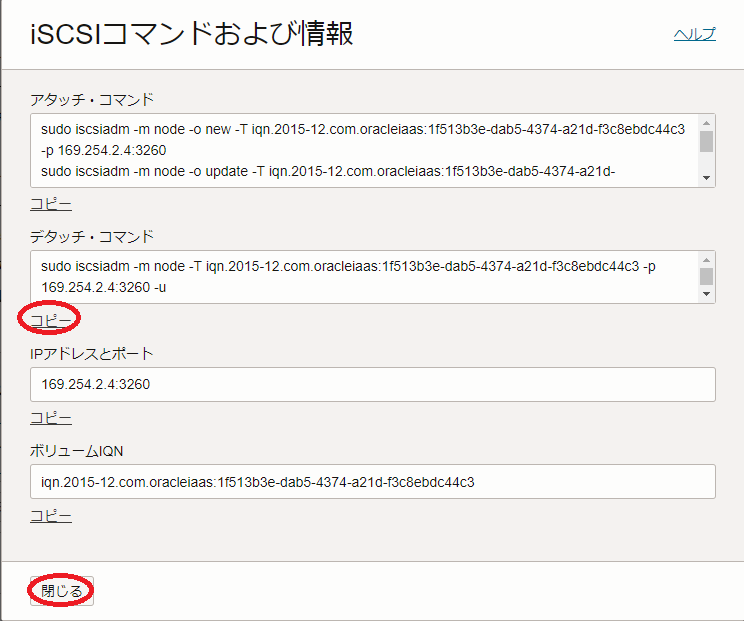 iSCSIコマンドおよび情報
ヘルプ
アタッチ・コマンド
sudo iscsiadm -m node -o new -T iqn.2015-12.com.oracleiaas:1f513b3e-dab5-4374-a21d-f3c8ebdc44c3
-p 169.254.2.4:3260
sudo iscsiadm -m node -o update -T iqn.2015-12.com.oracleiaas:1f513b3e-dab5-4374-a21d-
コピー
デタッチ・コマンド
sudo iscsiadm -m node -T iqn.2015-12.com.oracleiaas:1f513b3e-dab5-4374-a21d-f3c8ebdc44c3 -p
169.254.2.4:3260 -u
コピー
IPアドレスとポート
169.254.2.4:3260
コピー
ボリュームIQN
iqn.2015-12.com.oracleiaas:1f513b3e-dab5-4374-a21d-f3c8ebdc44c3
コピー
閉じる